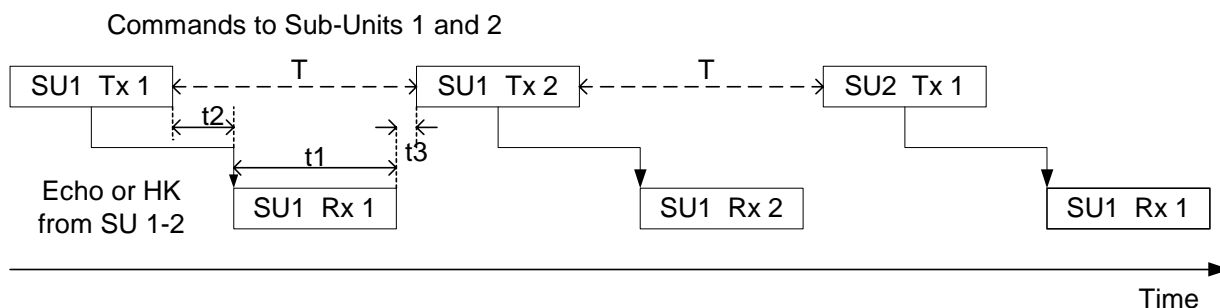 Commands to Sub-Units 1 and 2
SU1 Tx 1
T
SU1 Tx 2
T
SU2 Tx 1
t2
t1
t3
Echo or HK
from SU 1-2
SU1 Rx 1
SU1 Rx 2
SU1 Rx 1
Time